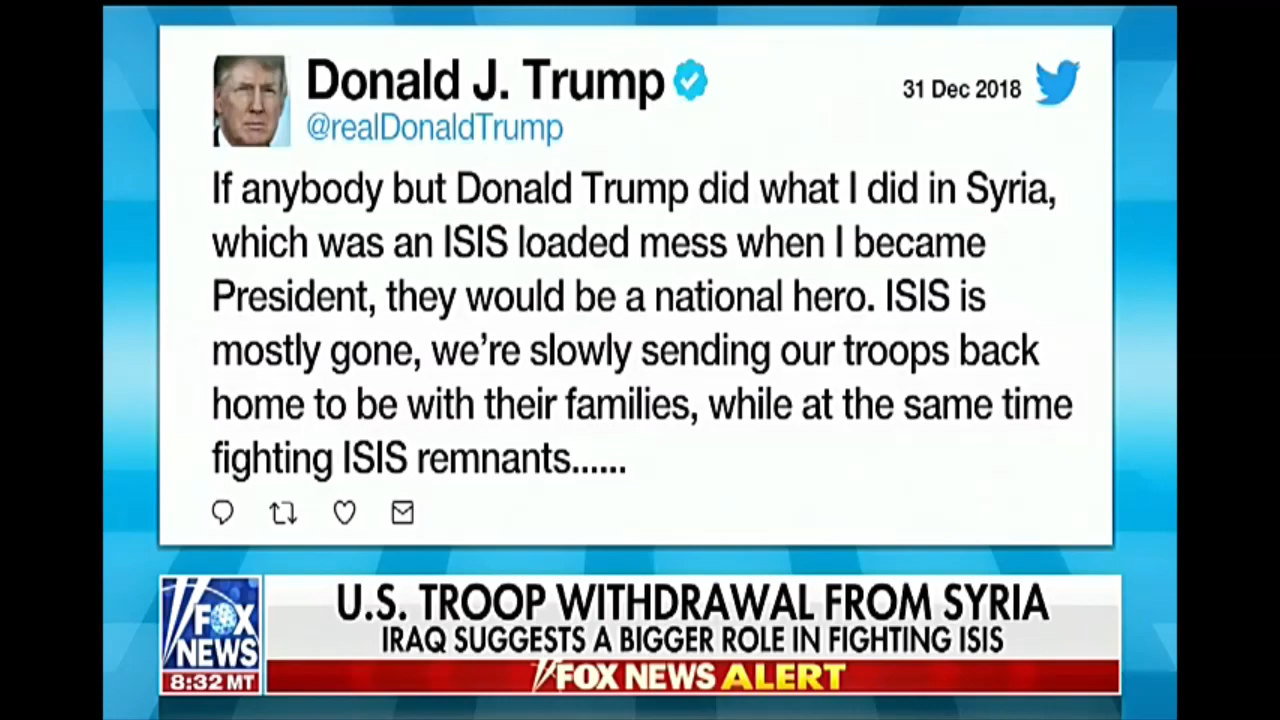 Donald J. Trump
31 Dec 2018
@realDonaldTrump
If anybody but Donald Trump did what I did in Syria,
which was an ISIS loaded mess when I became
President, they would be a national hero. ISIS is
mostly gone, we're slowly sending our troops back
home to be with their families, while at the same time
fighting ISIS remnants......
U.S. TROOP WITHDRAWAL FROM SYRIA
IRAQ SUGGESTS A BIGGER ROLE IN FIGHTING ISIS
FOX NEWS ALERT
FOX
NEWS
8:32 MT